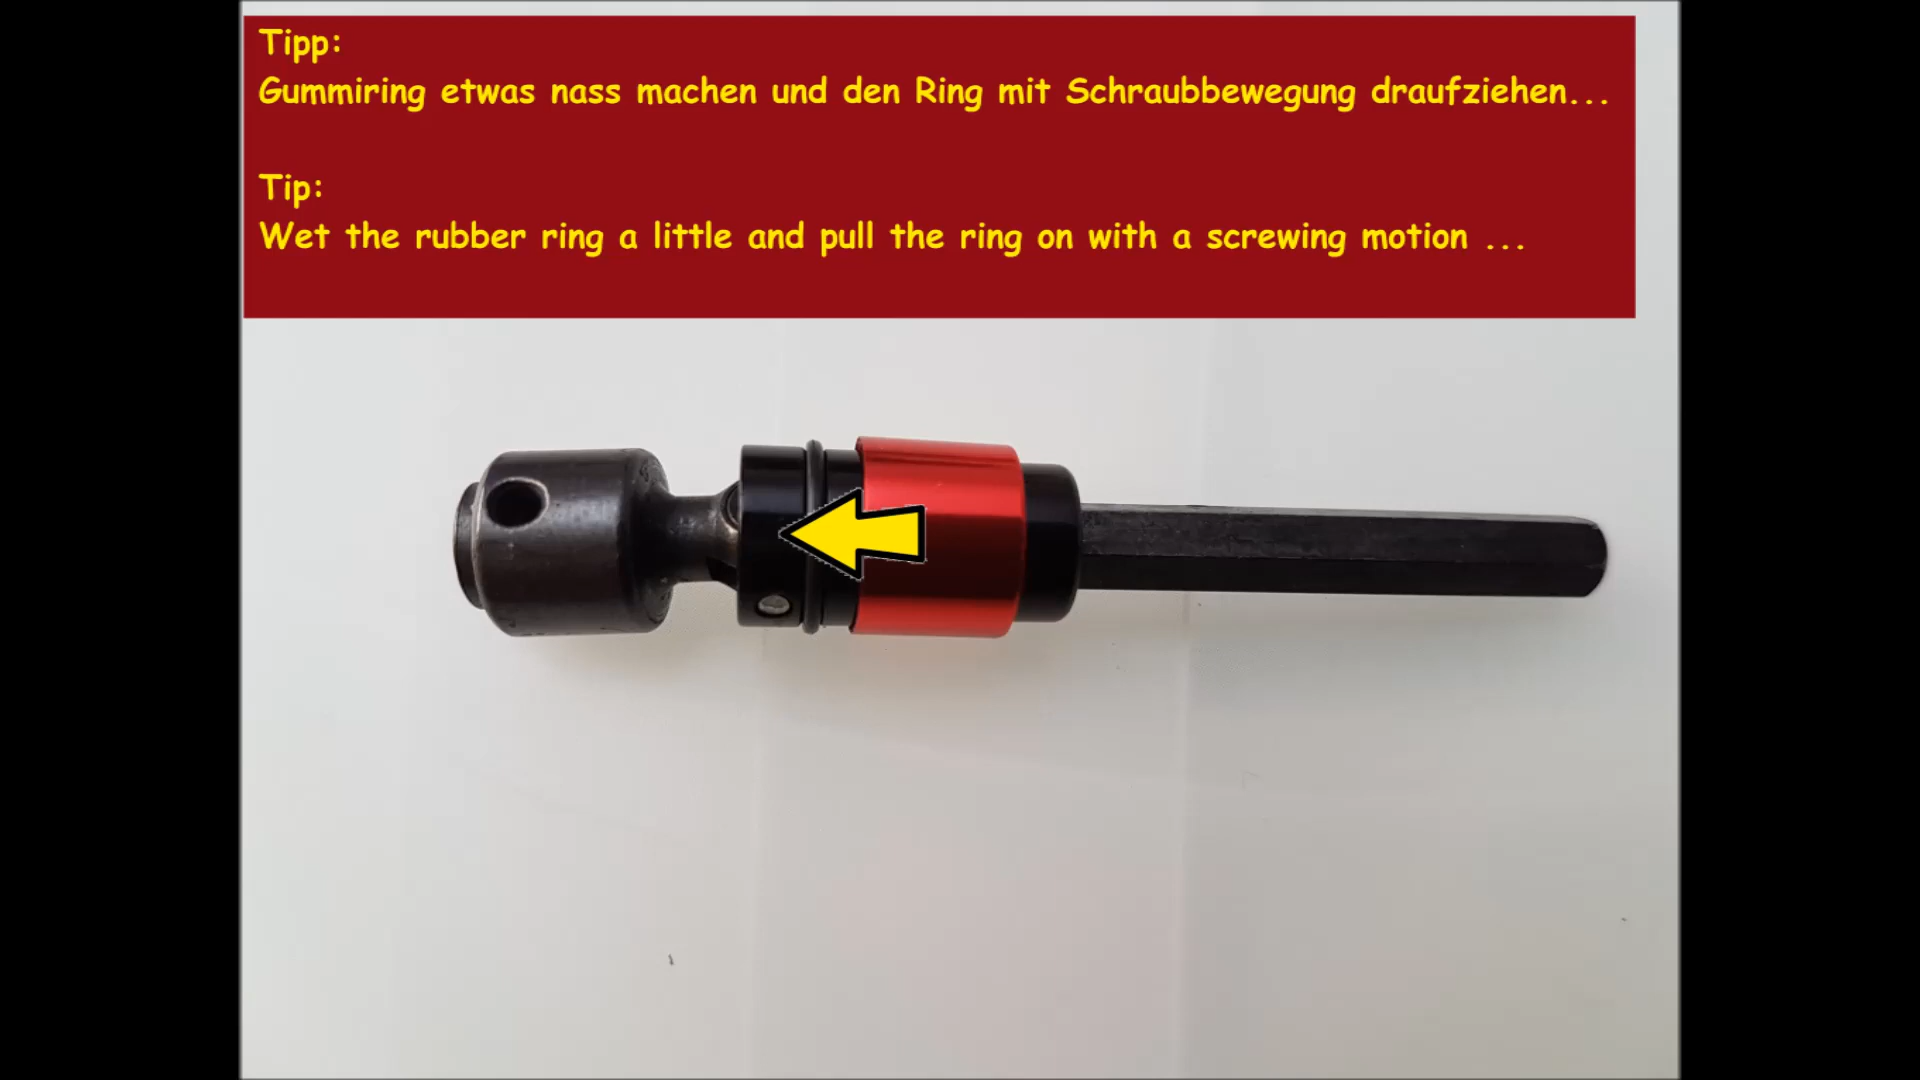 Tipp:
Gummiring etwas nass machen und den Ring mit Schraubbewegung draufziehen...
Tip:
Wet the rubber ring a little and pull the ring on with a screwing motion ...